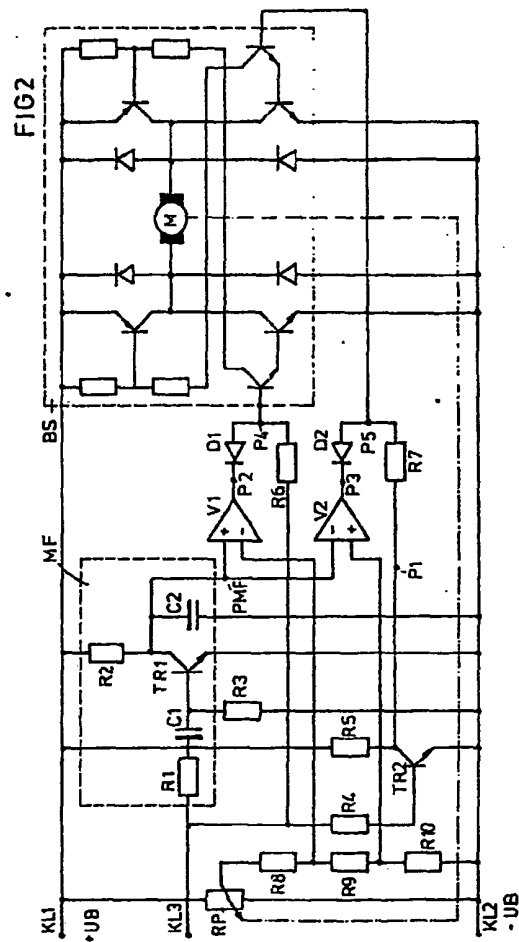 FIG2
KL1
+UB
KL3
RP
KL2
-UB
MF
BS
R1
C1
R2
TR1
C2
R3
R4
R5
TR2
R8
R9
R10
PMF
V1
+
-
P2
D1
P4
R6
V2
-
+
P3
D2
P5
R7
P1
M